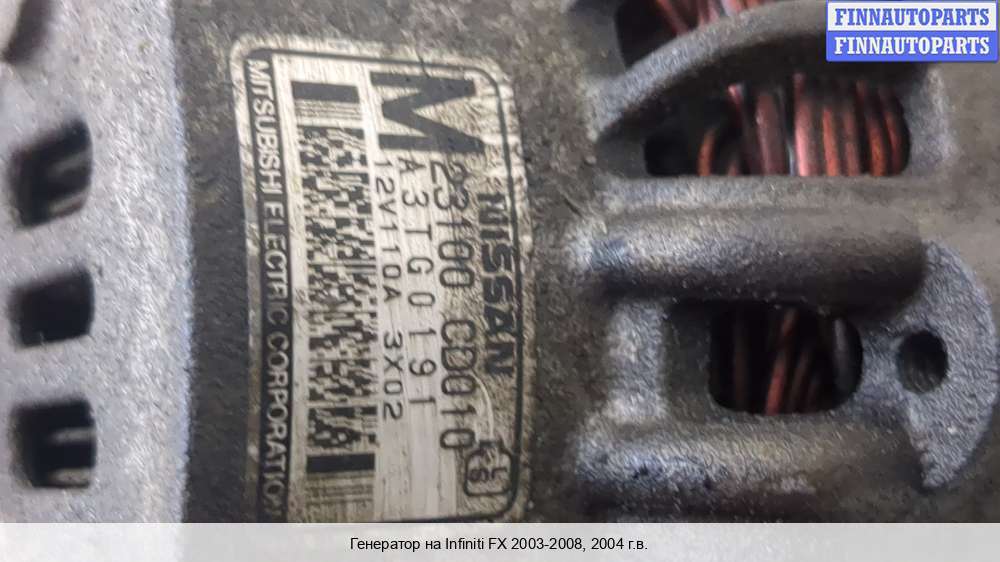 FINNAUTOPARTS
FINNAUTOPARTS
NISSAN
M 23100 CD010
A3TG0191
12V110A 3X02
MITSUBISHI ELECTRIC CORPORATION
Генератор на Infiniti FX 2003-2008, 2004 г.в.